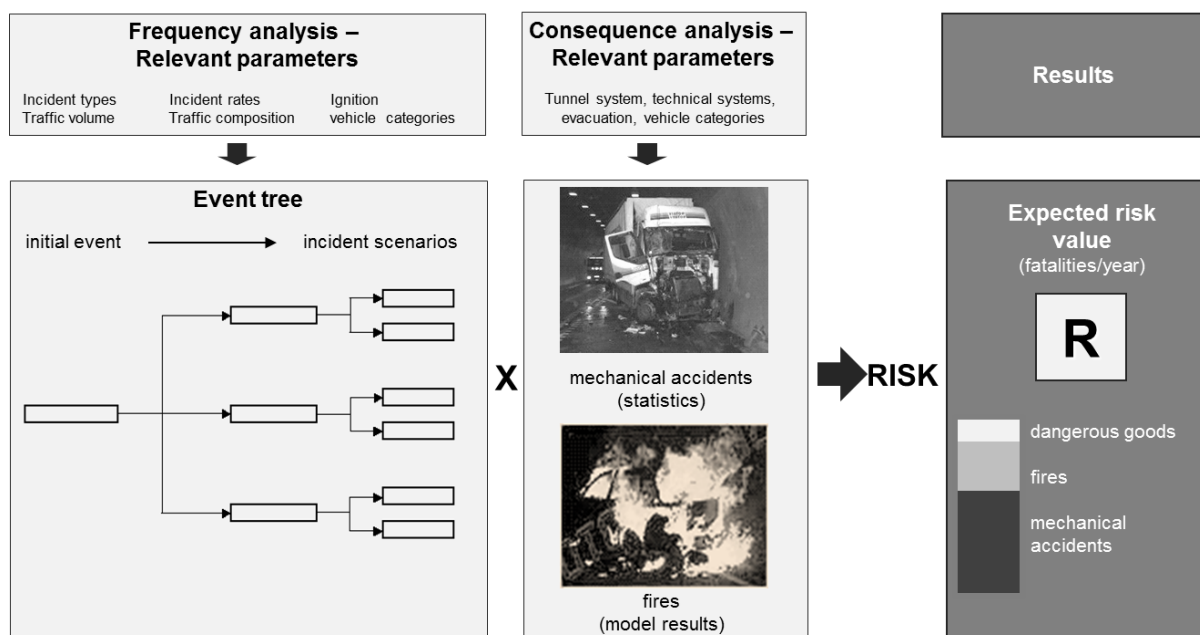 Frequency analysis –
Relevant parameters
Incident types
Traffic volume
Incident rates
Traffic composition
Ignition
vehicle categories
Consequence analysis –
Relevant parameters
Tunnel system, technical systems,
evacuation, vehicle categories
Results
Event tree
initial event
incident scenarios
X
mechanical accidents
(statistics)
fires
(model results)
RISK
Expected risk
value
(fatalities/year)
R
dangerous goods
fires
mechanical
accidents